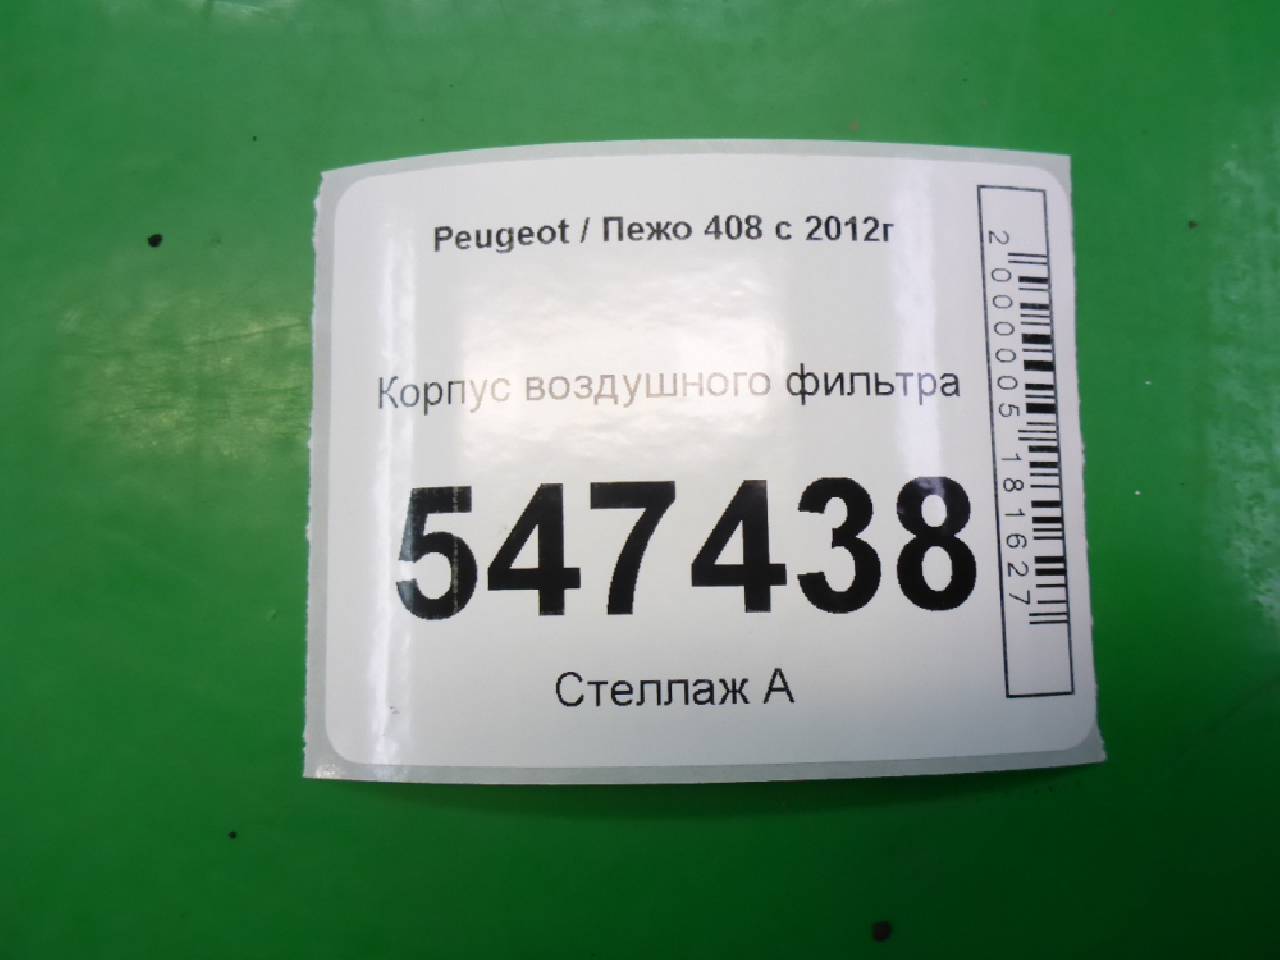 Peugeot / Пежо 408 с 2012г
Корпус воздушного фильтра
547438
Стеллаж А
2000005181627